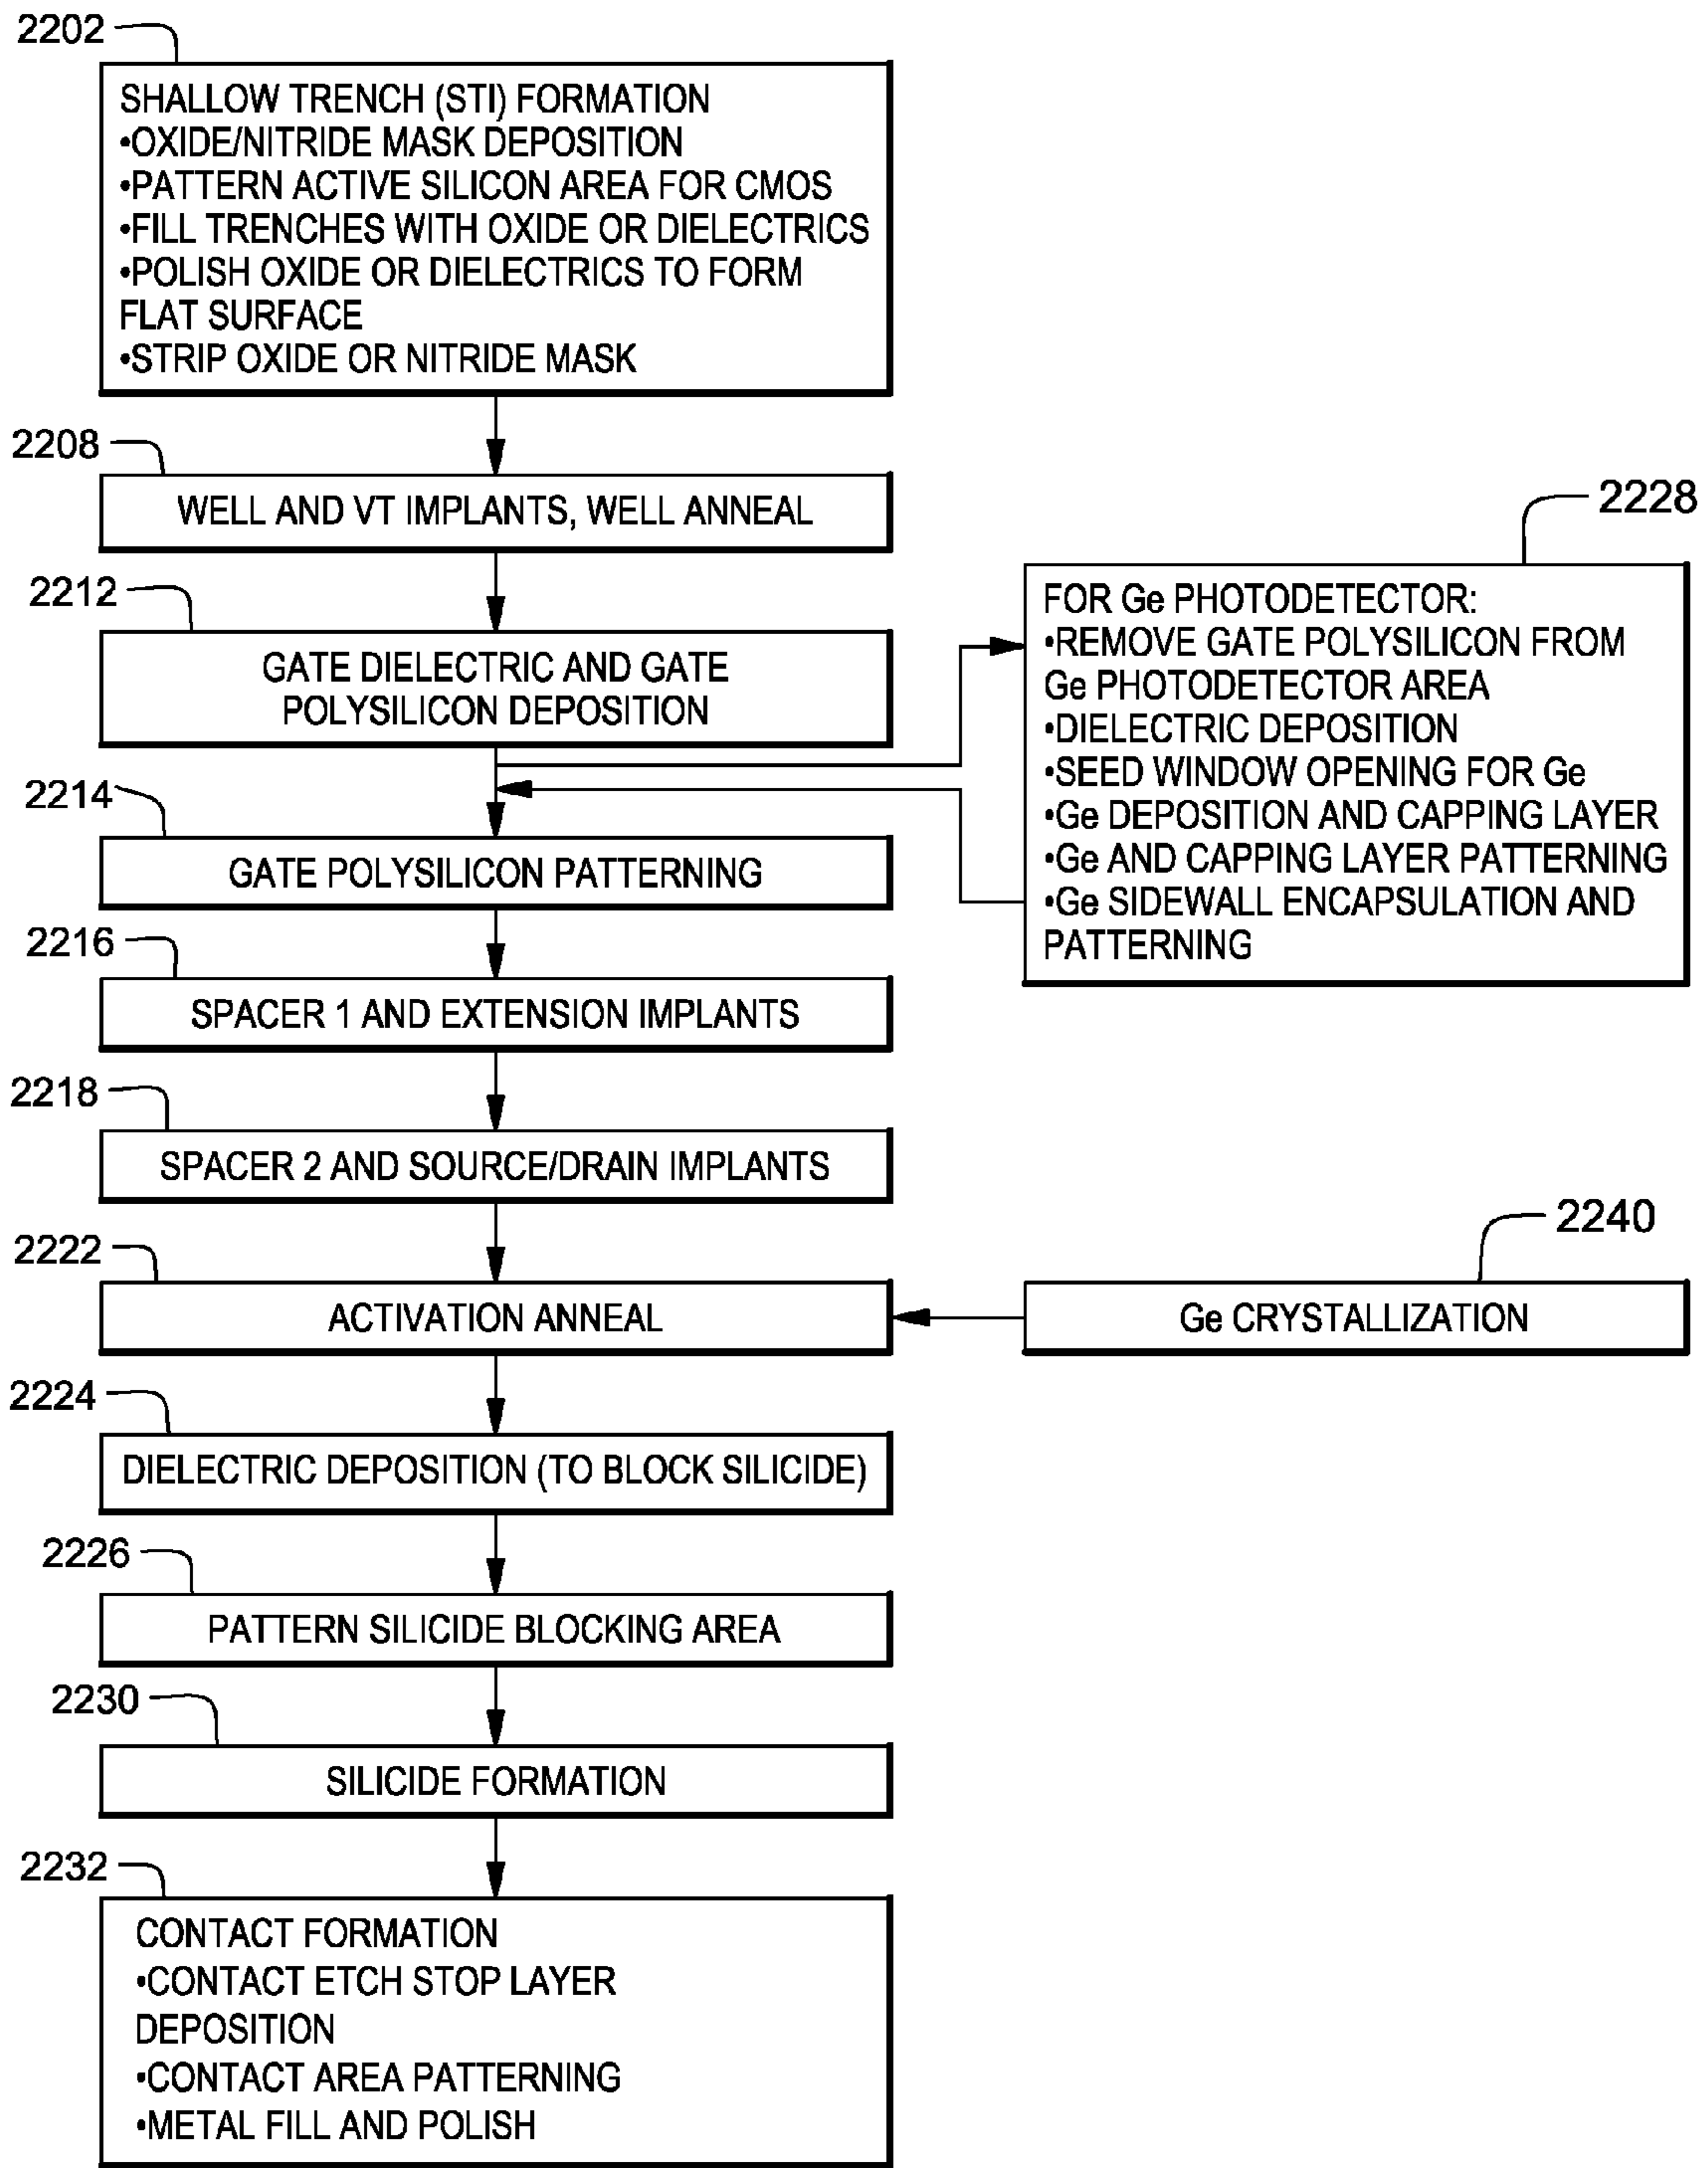 2202
SHALLOW TRENCH (STI) FORMATION
•OXIDE/NITRIDE MASK DEPOSITION
•PATTERN ACTIVE SILICON AREA FOR CMOS
•FILL TRENCHES WITH OXIDE OR DIELECTRICS
•POLISH OXIDE OR DIELECTRICS TO FORM
FLAT SURFACE
•STRIP OXIDE OR NITRIDE MASK
2208
WELL AND VT IMPLANTS, WELL ANNEAL
2212
GATE DIELECTRIC AND GATE
POLYSILICON DEPOSITION
2228
FOR Ge PHOTODETECTOR:
•REMOVE GATE POLYSILICON FROM
Ge PHOTODETECTOR AREA
•DIELECTRIC DEPOSITION
•SEED WINDOW OPENING FOR Ge
•Ge DEPOSITION AND CAPPING LAYER
•Ge AND CAPPING LAYER PATTERNING
•Ge SIDEWALL ENCAPSULATION AND
PATTERNING
2214
GATE POLYSILICON PATTERNING
2216
SPACER 1 AND EXTENSION IMPLANTS
2218
SPACER 2 AND SOURCE/DRAIN IMPLANTS
2222
ACTIVATION ANNEAL
2240
Ge CRYSTALLIZATION
2224
DIELECTRIC DEPOSITION (TO BLOCK SILICIDE)
2226
PATTERN SILICIDE BLOCKING AREA
2230
SILICIDE FORMATION
2232
CONTACT FORMATION
•CONTACT ETCH STOP LAYER
DEPOSITION
•CONTACT AREA PATTERNING
•METAL FILL AND POLISH